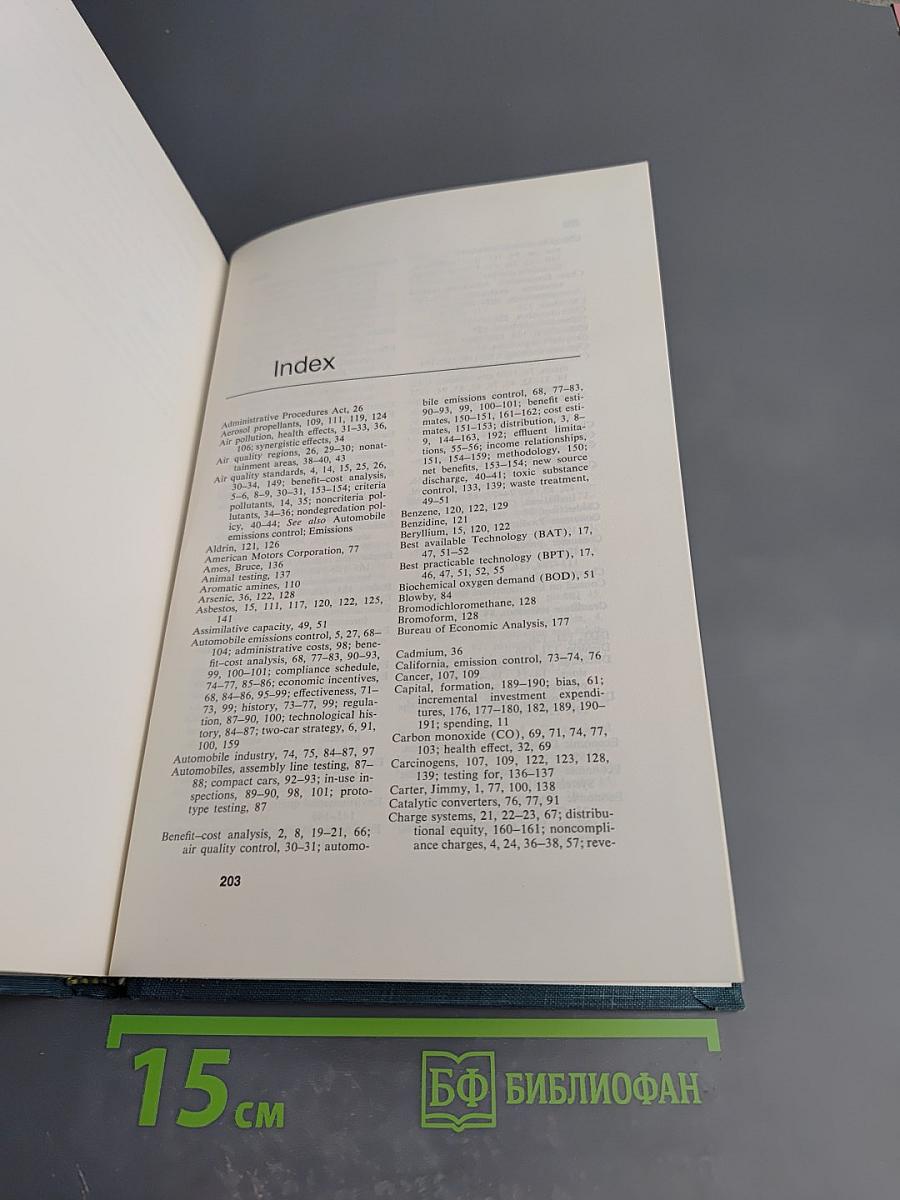 Index
Administrative Procedures Act, 26
Aerosol propellants, 109, 111, 119, 124
Air pollution, health effects, 31–33, 36,
106; synergistic effects, 34
Air quality regions, 26, 29–30; nonat-
tainment areas, 38–40, 43
Air quality standards, 4, 14, 15, 25, 26,
30–34, 149; benefit–cost analysis,
5–6, 8–9, 30–31, 153–154; criteria
pollutants, 14, 35; noncriteria pol-
lutants, 34–36; nondegredation pol-
icy, 40–44; See also Automobile
emissions control; Emissions
Aldrin, 121, 126
American Motors Corporation, 77
Ames, Bruce, 136
Animal testing, 137
Aromatic amines, 110
Arsenic, 36, 122, 128
Asbestos, 15, 111, 117, 120, 122, 125,
141
Assimilative capacity, 49, 51
Automobile emissions control, 5, 27, 68–
104; administrative costs, 98; bene-
fit–cost analysis, 68, 77–83, 90–93,
99, 100–101; compliance schedule,
74–77, 85–86; economic incentives,
68, 84–86, 95–99; effectiveness, 71–
73, 99; history, 73–77, 99; regula-
tion, 87–90, 100; technological his-
tory, 84–87; two-car strategy, 6, 91,
100, 159
Automobile industry, 74, 75, 84–87, 97
Automobiles, assembly line testing, 87–
88; compact cars, 92–93; in-use in-
spections, 89–90, 98, 101; proto-
type testing, 87
Benefit–cost analysis, 2, 8, 19–21, 66;
air quality control, 30–31; automo-
bile emissions control, 68, 77–83,
90–93, 99, 100–101; benefit esti-
mates, 150–151, 161–162; cost esti-
mates, 151–153; distribution, 3, 8–
9, 144–163, 192; effluent limita-
tions, 55–56; income relationships,
151, 154–159; methodology, 150;
net benefits, 153–154; new source
discharge, 40–41; toxic substance
control, 133, 139; waste treatment,
49–51
Benzene, 120, 122, 129
Benzidine, 121
Beryllium, 15, 120, 122
Best available Technology (BAT), 17,
47, 51–52
Best practicable technology (BPT), 17,
46, 47, 51, 52, 55
Biochemical oxygen demand (BOD), 51
Blowby, 84
Bromodichloromethane, 128
Bromoform, 128
Bureau of Economic Analysis, 177
Cadmium, 36
California, emission control, 73–74, 76
Cancer, 107, 109
Capital, formation, 189–190; bias, 61;
incremental investment expendi-
tures, 176, 177–180, 182, 189, 190–
191; spending, 11
Carbon monoxide (CO), 69, 71, 74, 77,
103; health effect, 32, 69
Carcinogens, 107, 109, 122, 123, 128,
139; testing for, 136–137
Carter, Jimmy, 1, 77, 100, 138
Catalytic converters, 76, 77, 91
Charge systems, 21, 22–23, 67; distribu-
tional equity, 160–161; noncompli-
ance charges, 4, 24, 36–38, 57; reve-
203
15 см
БФ БИБЛИОФАН